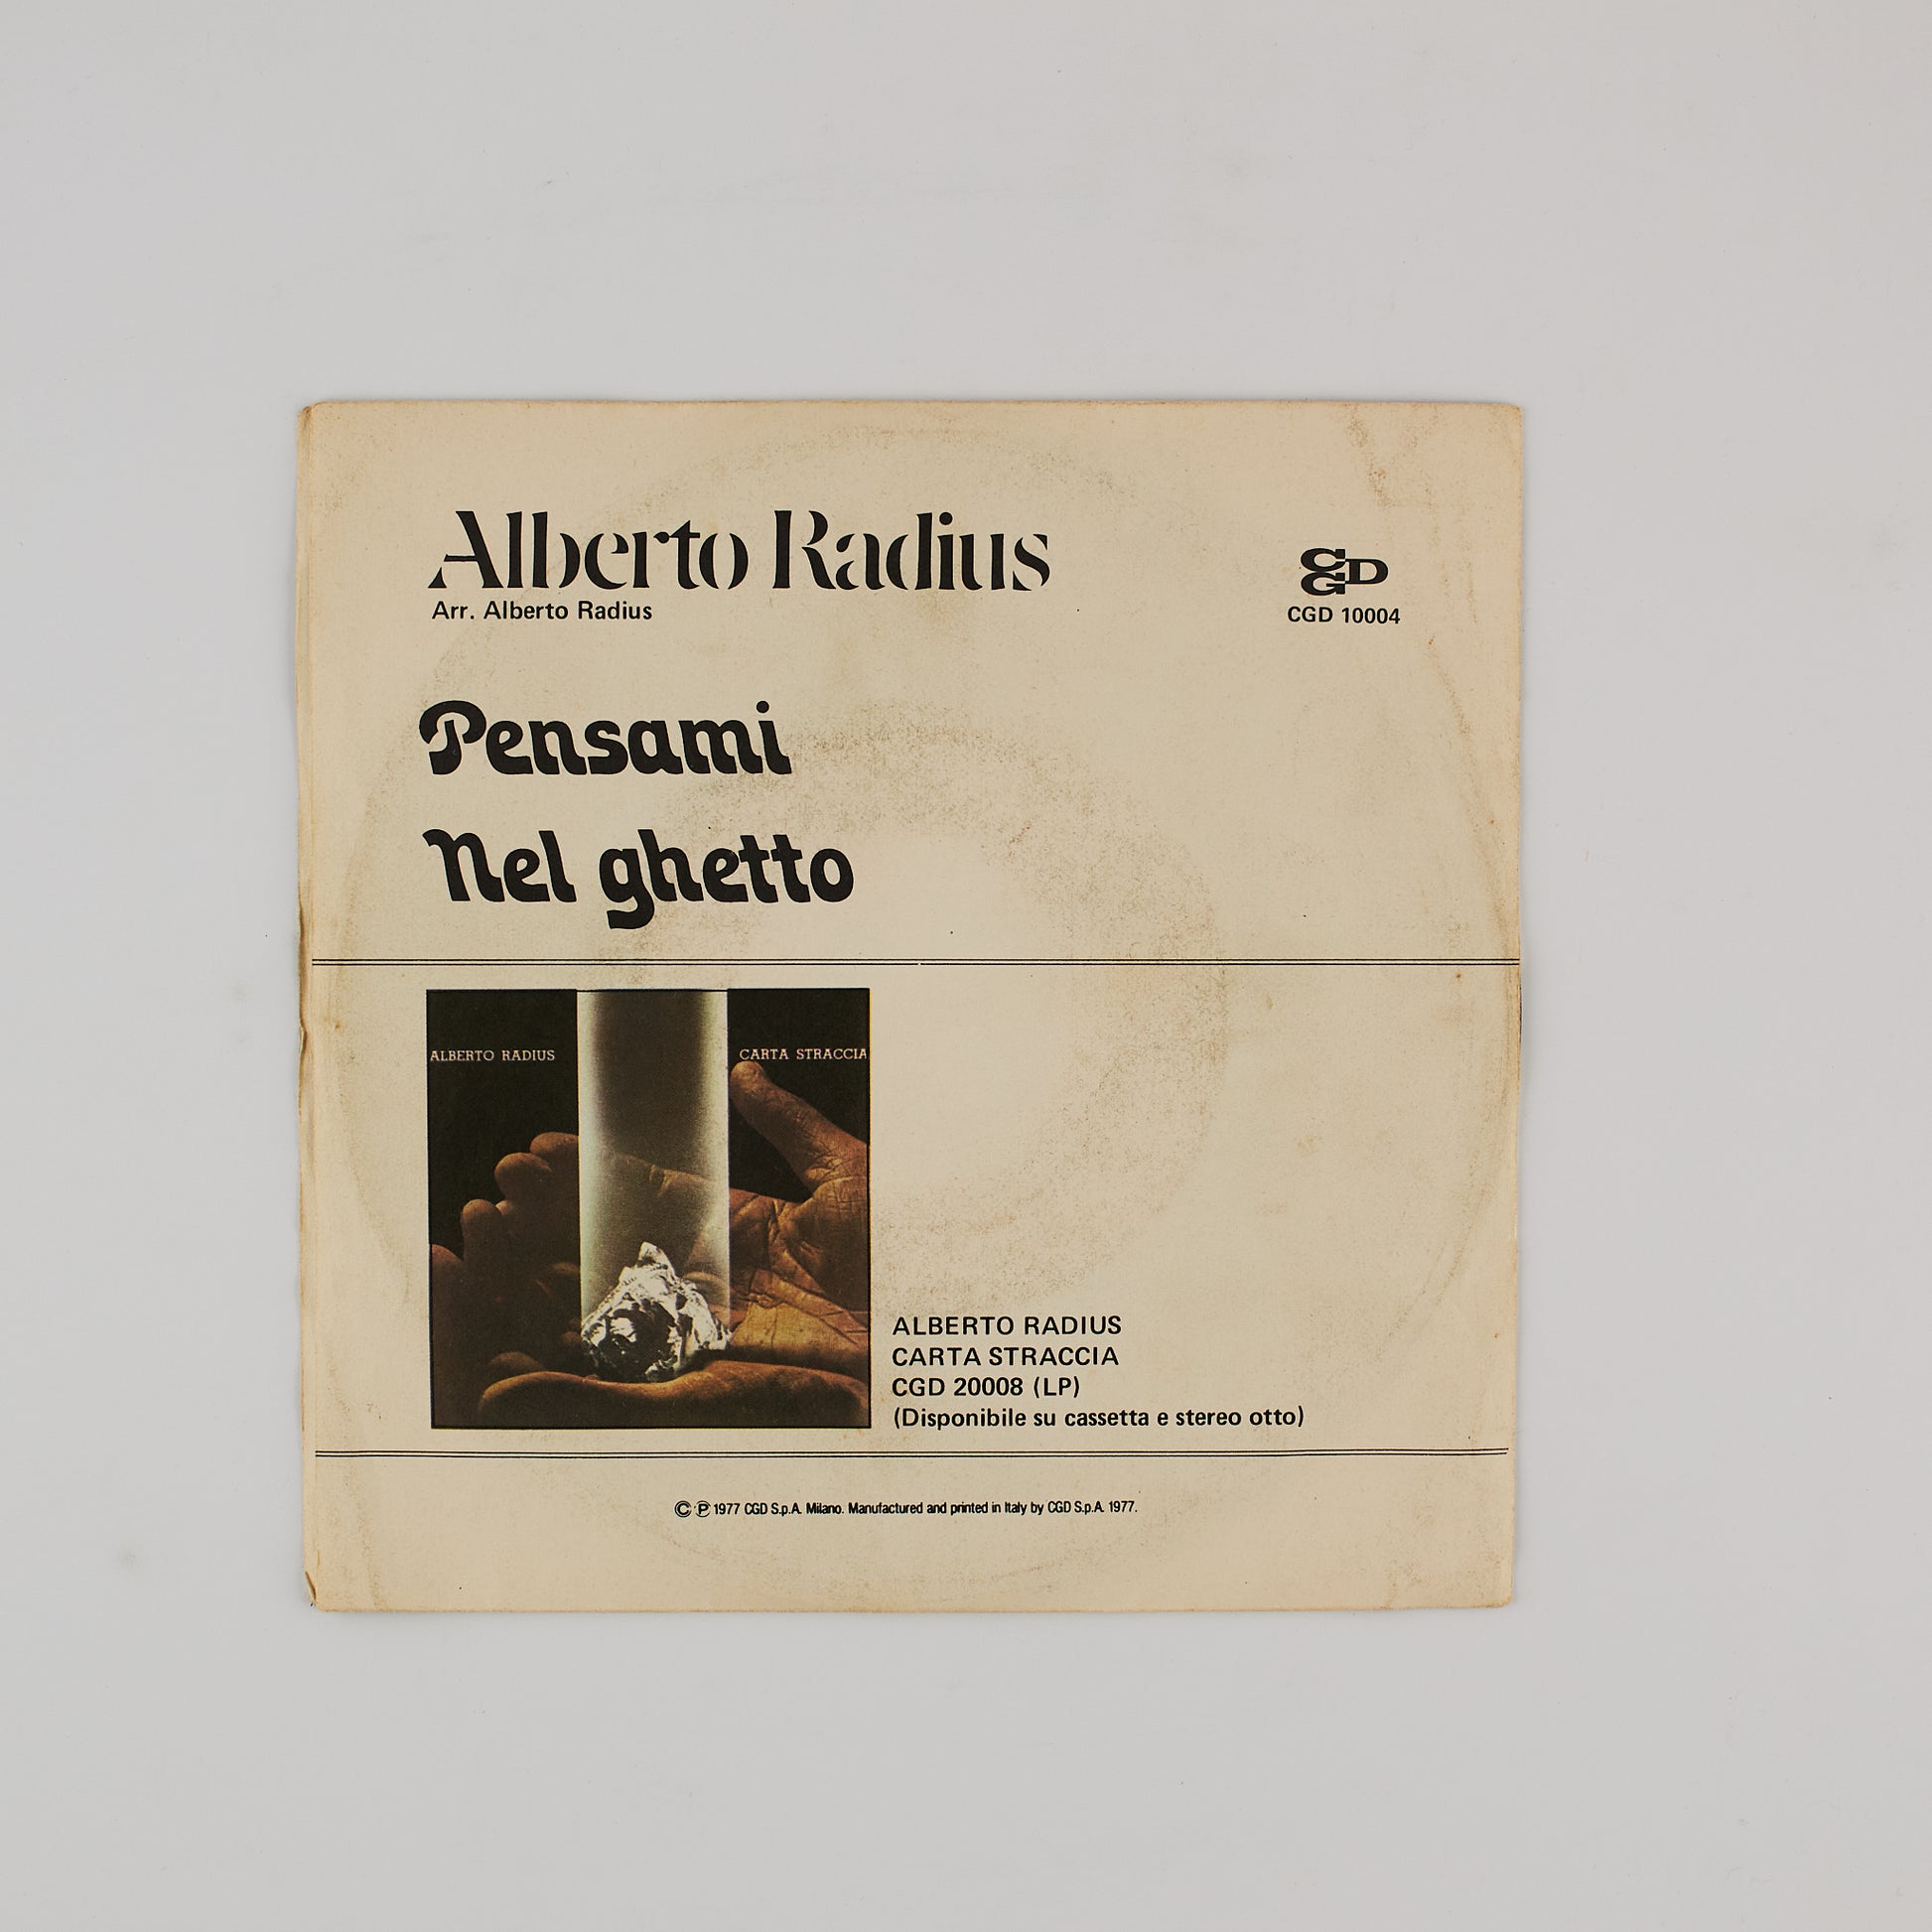 Alberto Radius
Arr. Alberto Radius
CGD
CGD 10004
Pensami
Nel ghetto
ALBERTO RADIUS
CARTA STRACCIA
ALBERTO RADIUS
CARTA STRACCIA
CGD 20008 (LP)
(Disponibile su cassetta e stereo otto)
© ℗ 1977 CGD S.p.A. Milano. Manufactured and printed in Italy by CGD S.p.A. 1977.